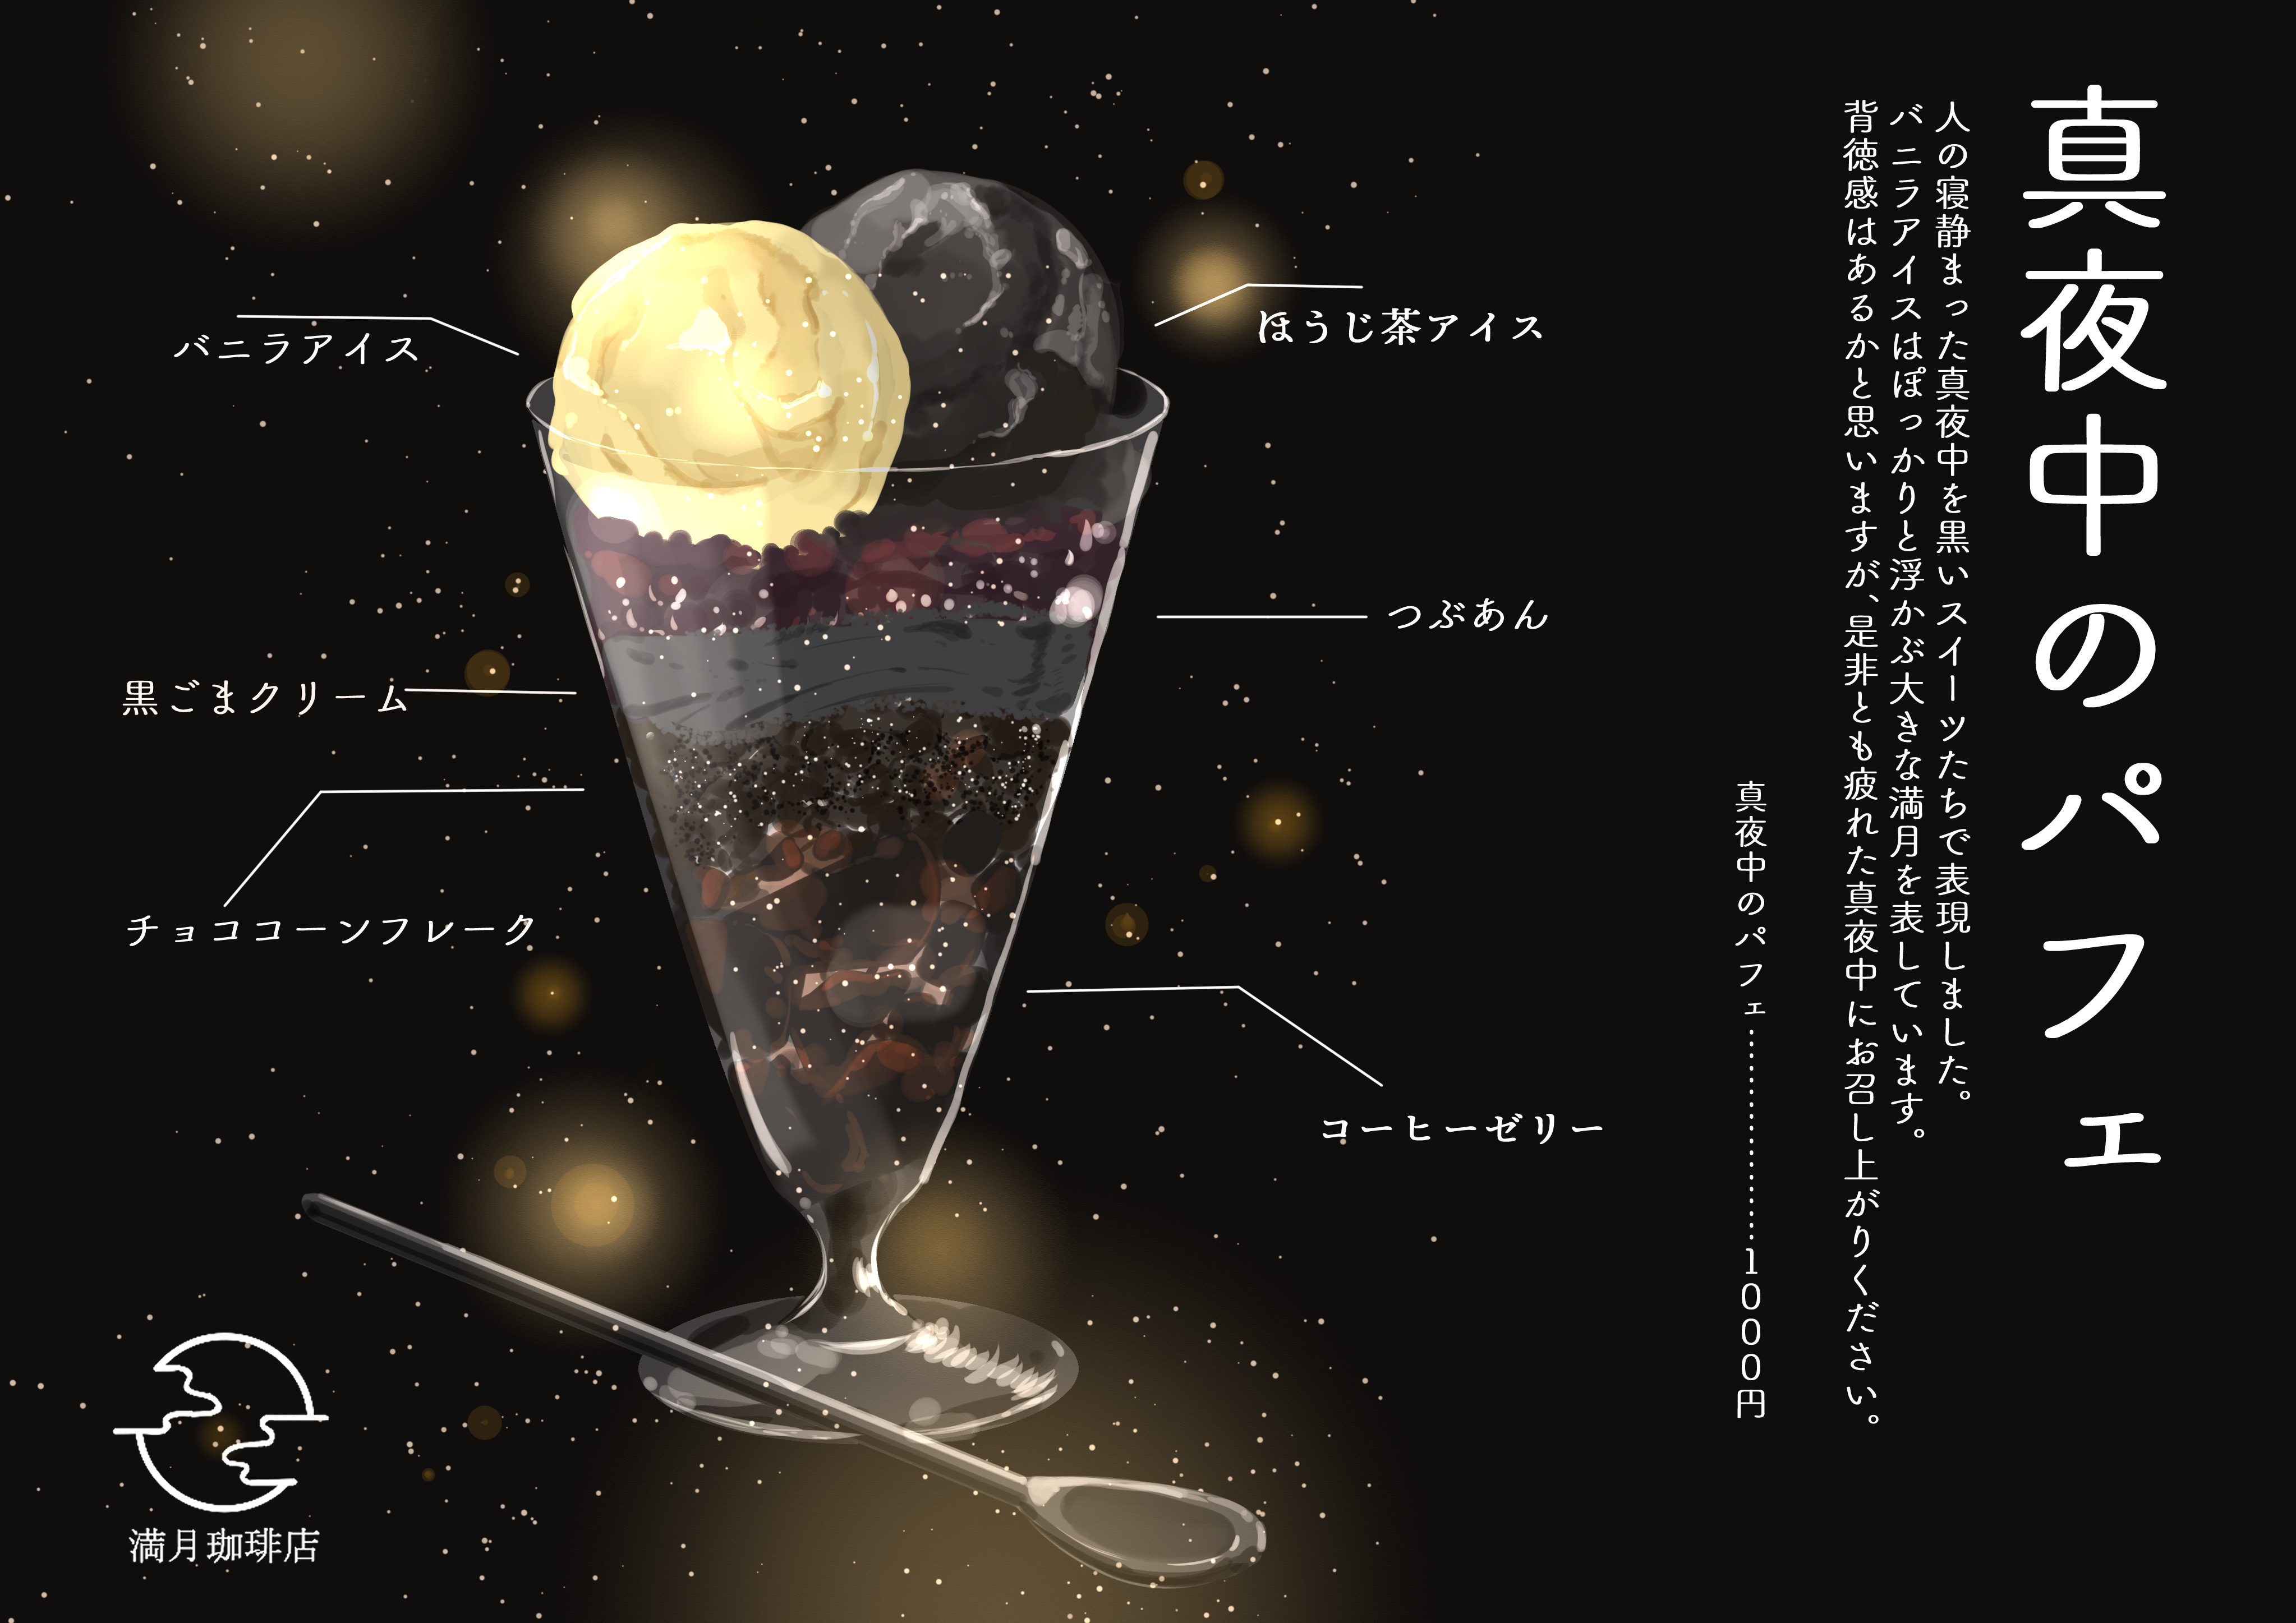 真夜中のパフェ
人の寝静まった真夜中を黒いスイーツたちで表現しました。
バニラアイスはぽっかりと浮かぶ大きな満月を表しています。
背徳感はあるかと思いますが、是非とも疲れた真夜中にお召し上がりください。
真夜中のパフェ………………1000円
ほうじ茶アイス
バニラアイス
つぶあん
黒ごまクリーム
チョココーンフレーク
コーヒーゼリー
満月珈琲店